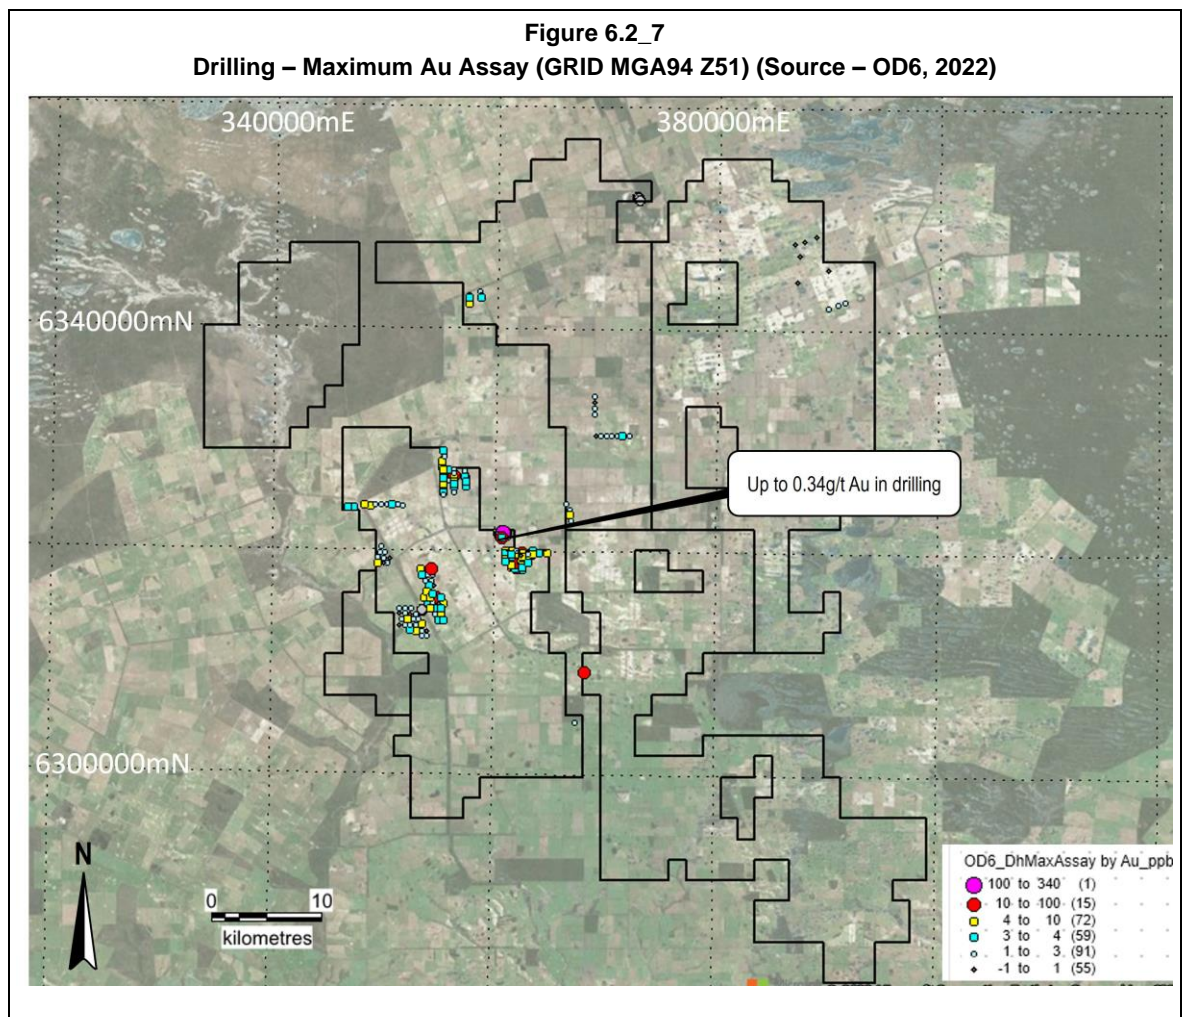 Figure 6.2_7
Drilling – Maximum Au Assay (GRID MGA94 Z51) (Source – OD6, 2022)
340000mE 380000mE
6340000mN
Up to 0.34g/t Au in drilling
6300000mN
N
0 10
kilometres
OD6_DhMaxAssay by Au_ppb
100 to 340 (1)
10 to 100 (15)
4 to 10 (72)
3 to 4 (59)
1 to 3 (91)
-1 to 1 (55)